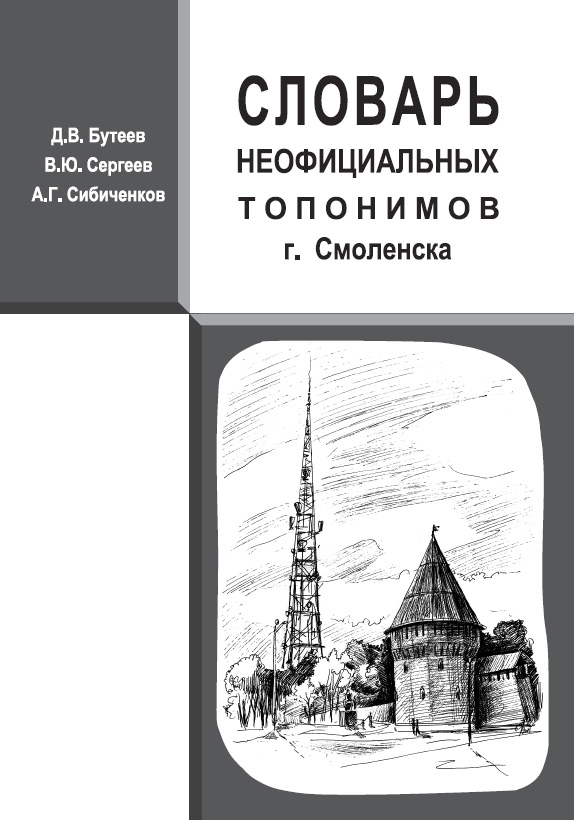 Д.В. Бутеев
В.Ю. Сергеев
А.Г. Сибиченков
СЛОВАРЬ
НЕОФИЦИАЛЬНЫХ
ТОПОНИМОВ
г. Смоленска